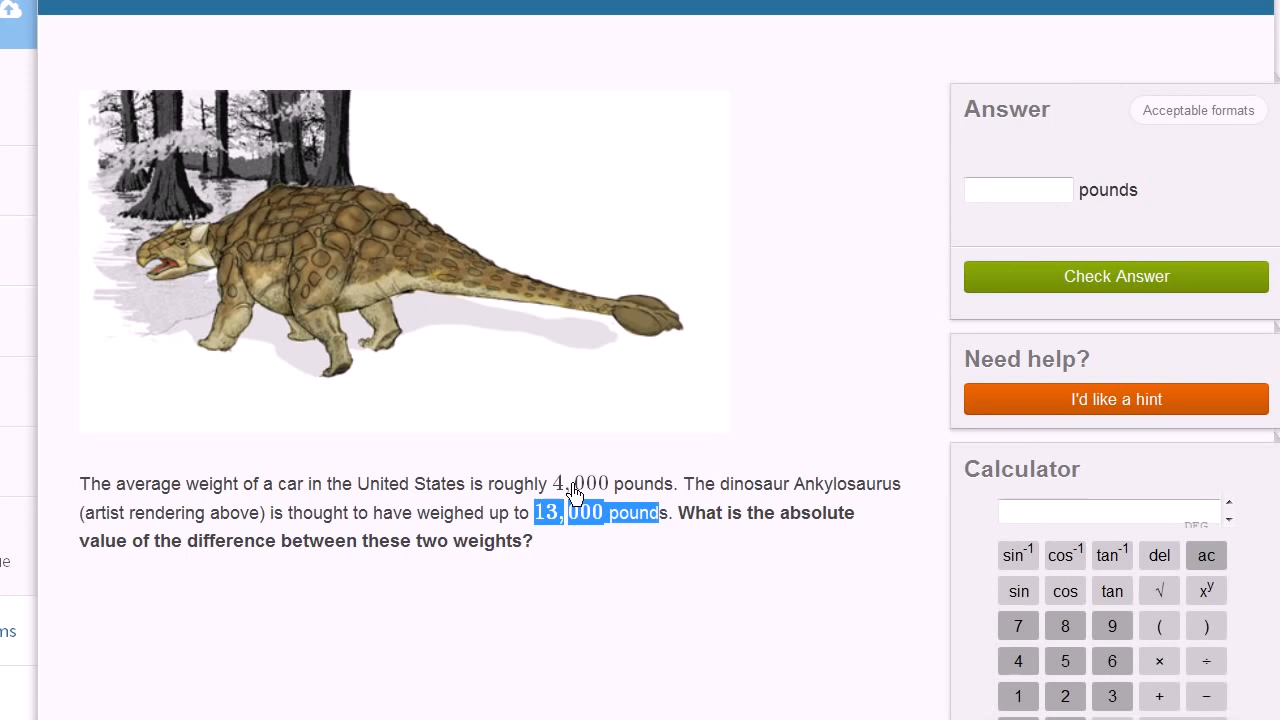 Answer
Acceptable formats
pounds
Check Answer
Need help?
I'd like a hint
The average weight of a car in the United States is roughly 4,000 pounds. The dinosaur Ankylosaurus
(artist rendering above) is thought to have weighed up to 13,000 pounds. What is the absolute
value of the difference between these two weights?
Calculator
DEG
sin⁻¹ cos⁻¹ tan⁻¹ del ac
sin cos tan √ xʸ
7 8 9 ( )
4 5 6 × ÷
1 2 3 + −